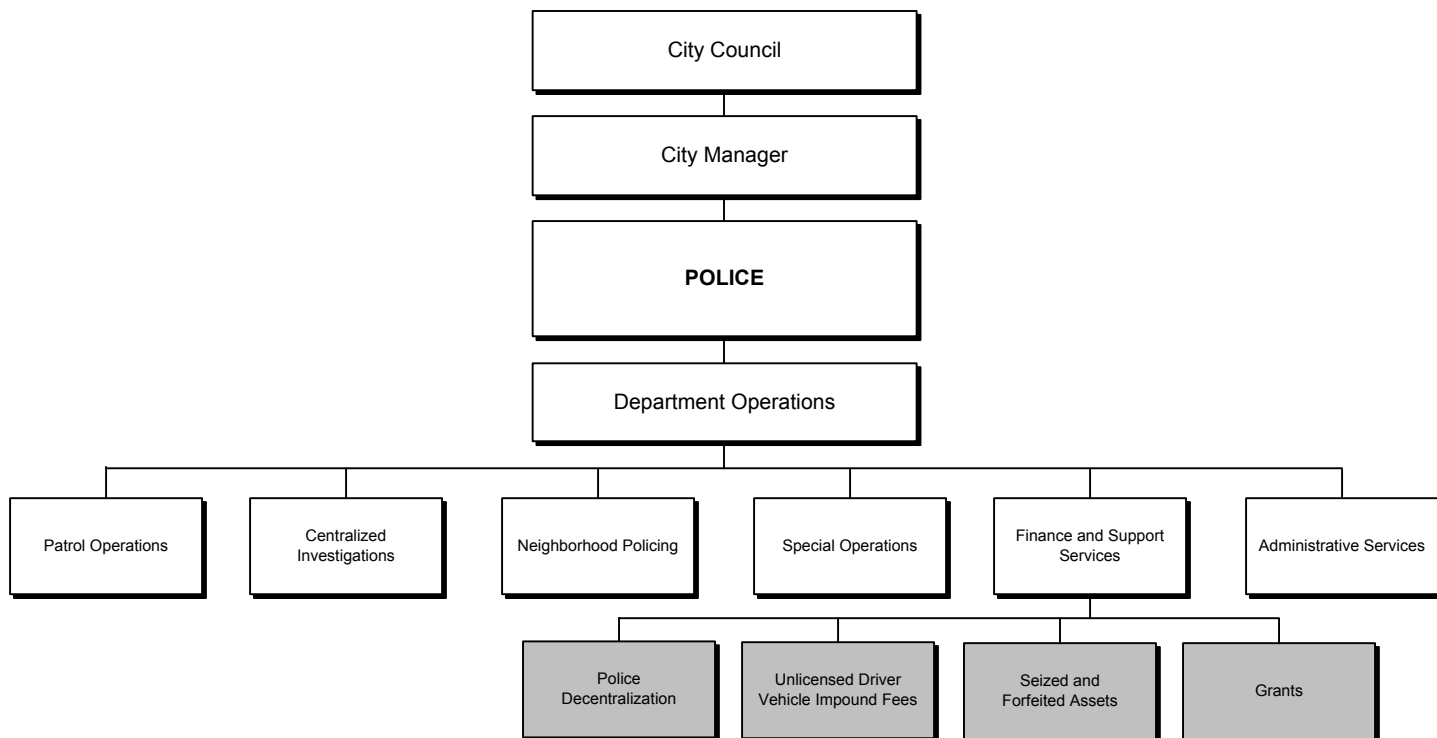 City Council
City Manager
POLICE
Department Operations
Patrol Operations
Centralized
Investigations
Neighborhood Policing
Special Operations
Finance and Support
Services
Administrative Services
Police
Decentralization
Unlicensed Driver
Vehicle Impound Fees
Seized and
Forfeited Assets
Grants